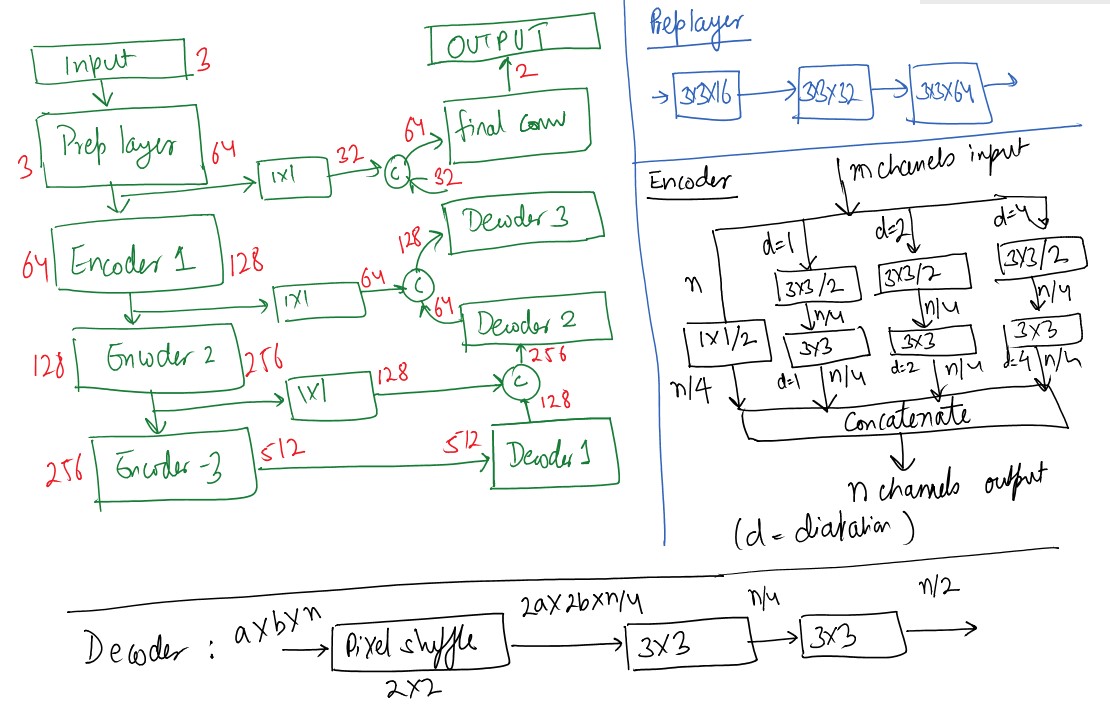 Input
3
3
Prep layer
64
1X1
32
C
64
32
final conv
2
OUTPUT
64
Encoder 1
128
1X1
64
C
128
64
Decoder 3
128
Encoder 2
256
1X1
128
C
256
128
Decoder 2
256
Encoder -3
512
512
Decoder 1
Preplayer
3X3X16
3X3X32
3X3X64
Encoder
m channels input
d=1
d=2
d=4
n
3X3/2
3X3/2
3X3/2
n/4
n/4
n/4
1X1/2
3X3
3X3
3X3
n/4
d=1
n/4
d=2
n/4
d=4
n/4
Concatenate
n channels output
(d = dialation)
Decoder :
axbxn
Pixel shuffle
2X2
2ax2bxn/4
3X3
n/4
3X3
n/2